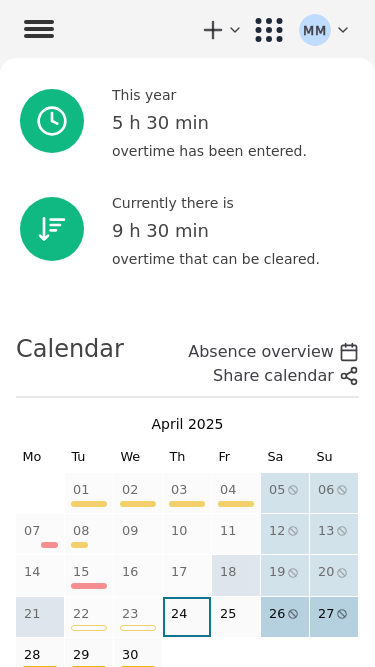 MM
This year
5 h 30 min
overtime has been entered.
Currently there is
9 h 30 min
overtime that can be cleared.
Calendar
Absence overview
Share calendar
April 2025
Mo Tu We Th Fr Sa Su
01 02 03 04 05 06
07 08 09 10 11 12 13
14 15 16 17 18 19 20
21 22 23 24 25 26 27
28 29 30